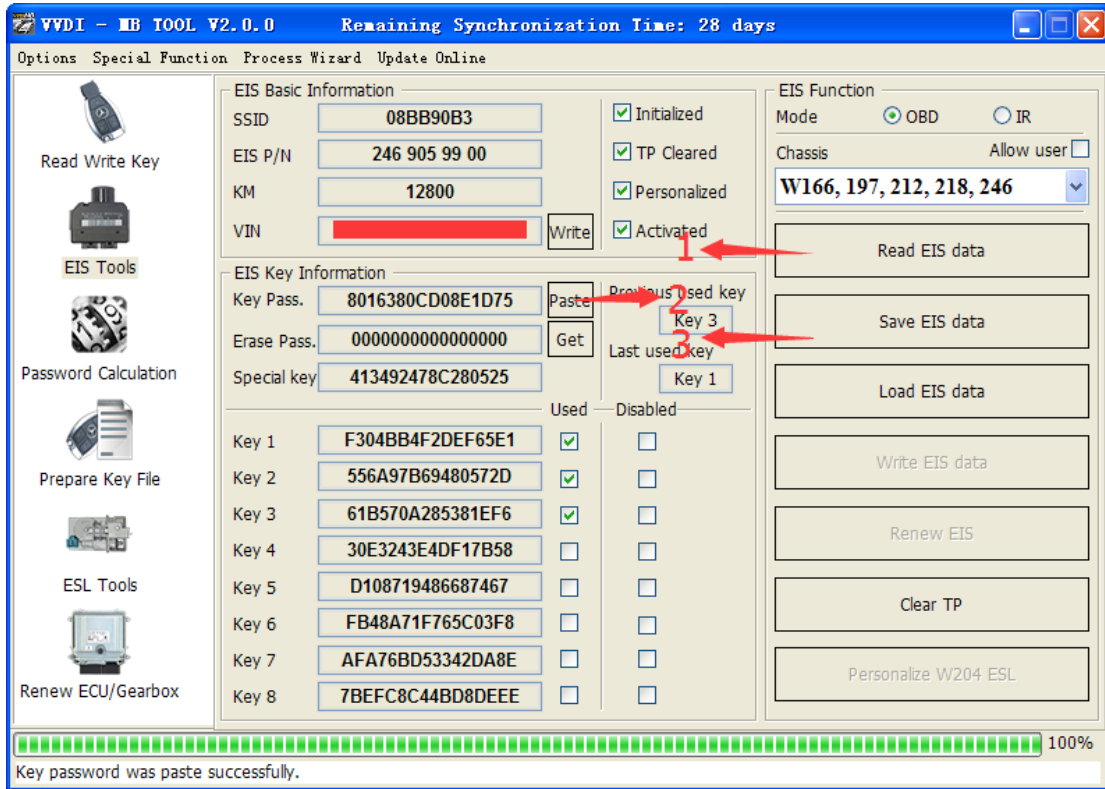 VVDI - MB TOOL V2.0.0 Remaining Synchronization Time: 28 days
Options Special Function Process Wizard Update Online
Read Write Key
EIS Tools
Password Calculation
Prepare Key File
ESL Tools
Renew ECU/Gearbox
EIS Basic Information
SSID 08BB90B3
EIS P/N 246 905 99 00
KM 12800
VIN Write
Initialized
TP Cleared
Personalized
Activated
1
EIS Key Information
Key Pass. 8016380CD08E1D75 Paste
Erase Pass. 0000000000000000 Get
Special key 413492478C280525
Previous used key
2
Key 3
3
Last used key
Key 1
Used Disabled
Key 1 F304BB4F2DEF65E1
Key 2 556A97B69480572D
Key 3 61B570A285381EF6
Key 4 30E3243E4DF17B58
Key 5 D108719486687467
Key 6 FB48A71F765C03F8
Key 7 AFA76BD53342DA8E
Key 8 7BEFC8C44BD8DEEE
EIS Function
Mode OBD IR
Chassis Allow user
W166, 197, 212, 218, 246
Read EIS data
Save EIS data
Load EIS data
Write EIS data
Renew EIS
Clear TP
Personalize W204 ESL
100%
Key password was paste successfully.